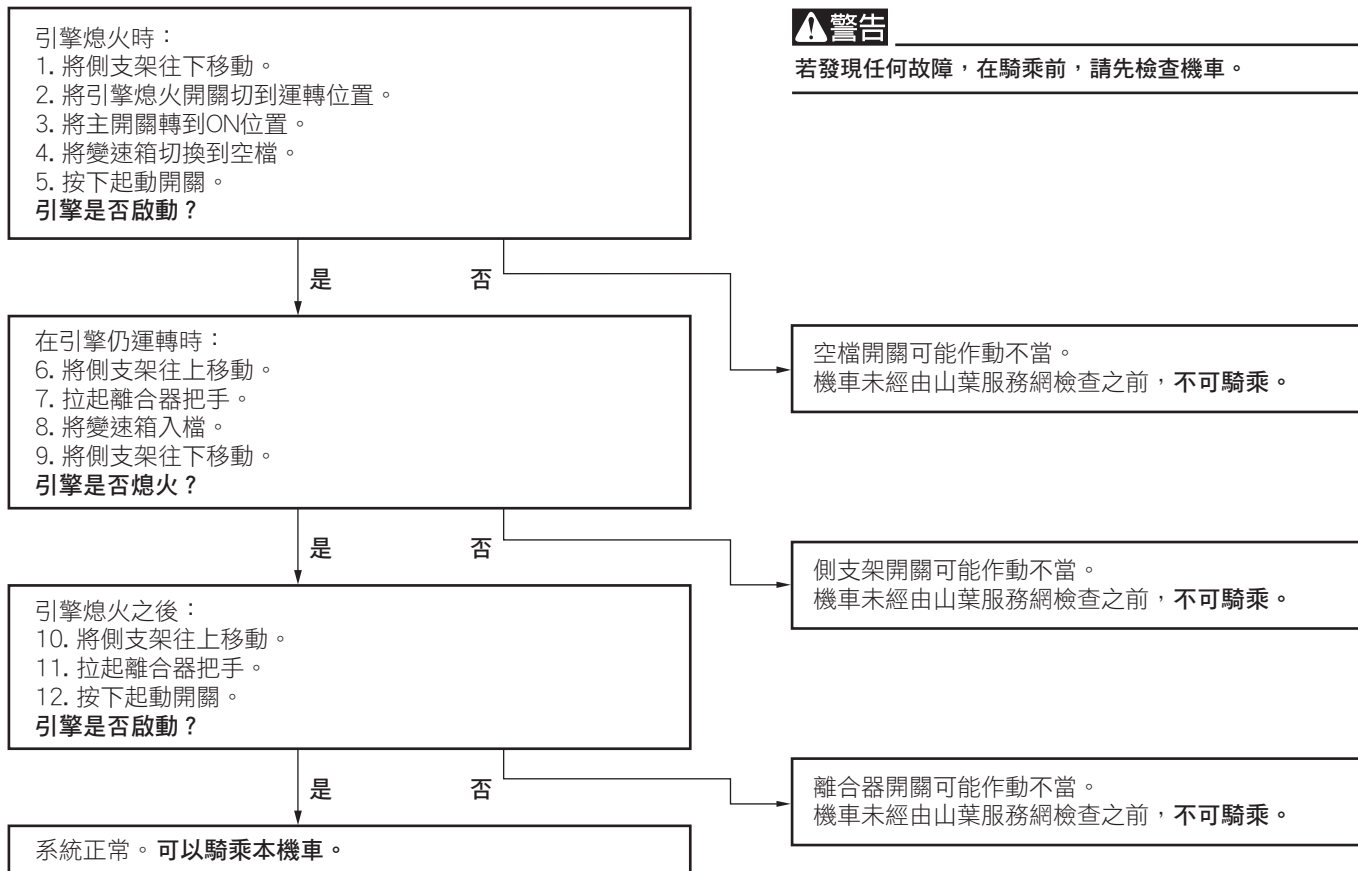 引擎熄火時：
1. 將側支架往下移動。
2. 將引擎熄火開關切到運轉位置。
3. 將主開關轉到ON位置。
4. 將變速箱切換到空檔。
5. 按下起動開關。
引擎是否啟動？
警告
若發現任何故障，在騎乘前，請先檢查機車。
是
否
在引擎仍運轉時：
6. 將側支架往上移動。
7. 拉起離合器把手。
8. 將變速箱入檔。
9. 將側支架往下移動。
引擎是否熄火？
空檔開關可能作動不當。
機車未經由山葉服務網檢查之前，不可騎乘。
是
否
引擎熄火之後：
10. 將側支架往上移動。
11. 拉起離合器把手。
12. 按下起動開關。
引擎是否啟動？
側支架開關可能作動不當。
機車未經由山葉服務網檢查之前，不可騎乘。
是
否
系統正常。可以騎乘本機車。
離合器開關可能作動不當。
機車未經由山葉服務網檢查之前，不可騎乘。